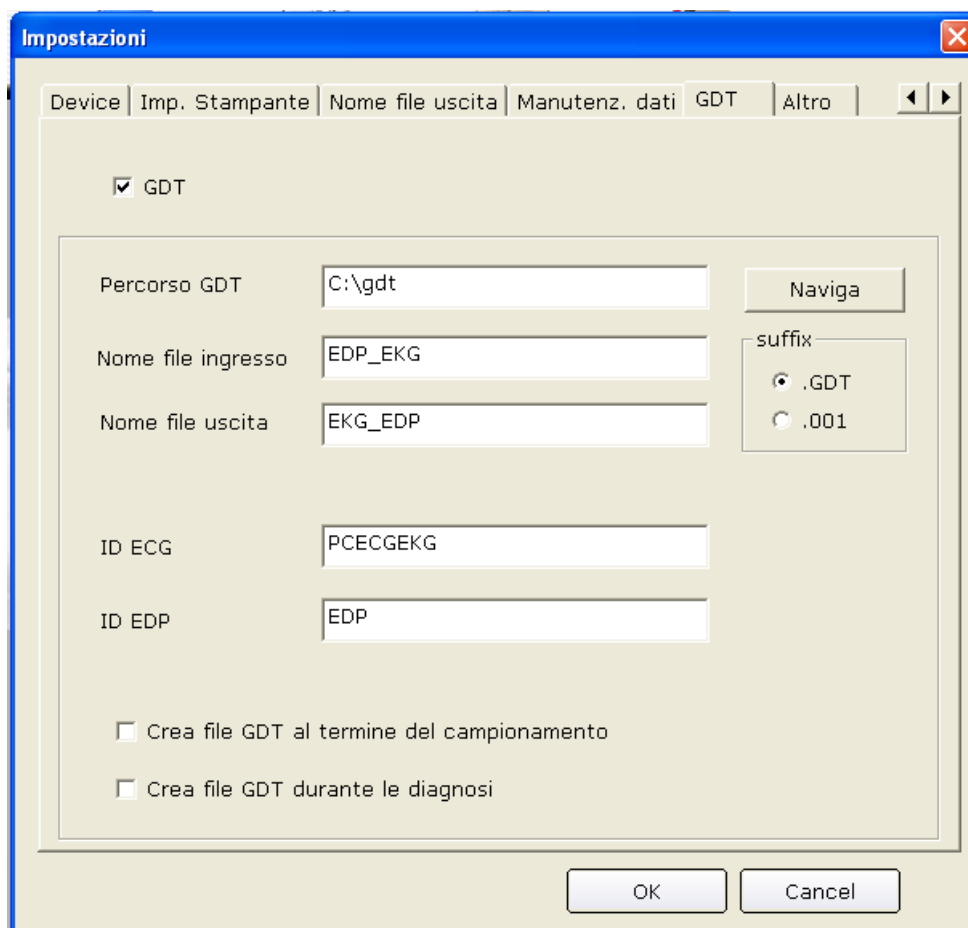 Impostazioni
Device Imp. Stampante Nome file uscita Manutenz. dati GDT Altro
GDT
Percorso GDT C:\gdt Naviga
suffix
Nome file ingresso EDP_EKG
.GDT
Nome file uscita EKG_EDP .001
ID ECG PCECGEKG
ID EDP EDP
Crea file GDT al termine del campionamento
Crea file GDT durante le diagnosi
OK Cancel